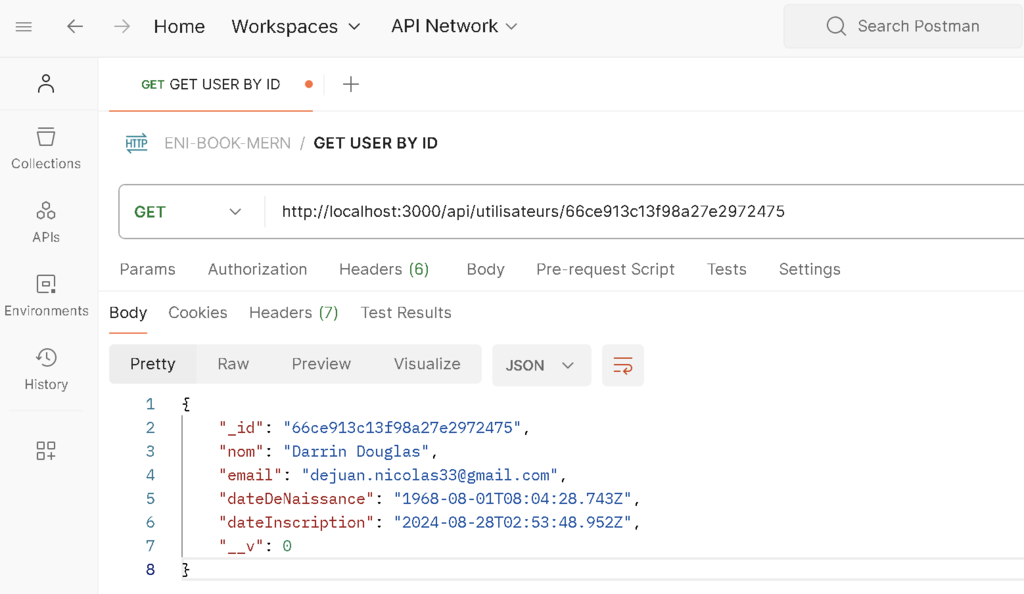 Home Workspaces API Network Search Postman
GET GET USER BY ID
HTTP ENI-BOOK-MERN / GET USER BY ID
Collections
APIs
Environments
History
GET http://localhost:3000/api/utilisateurs/66ce913c13f98a27e2972475
Params Authorization Headers (6) Body Pre-request Script Tests Settings
Body Cookies Headers (7) Test Results
Pretty Raw Preview Visualize JSON
1 {
2 "_id": "66ce913c13f98a27e2972475",
3 "nom": "Darrin Douglas",
4 "email": "dejuan.nicolas33@gmail.com",
5 "dateDeNaissance": "1968-08-01T08:04:28.743Z",
6 "dateInscription": "2024-08-28T02:53:48.952Z",
7 "__v": 0
8 }